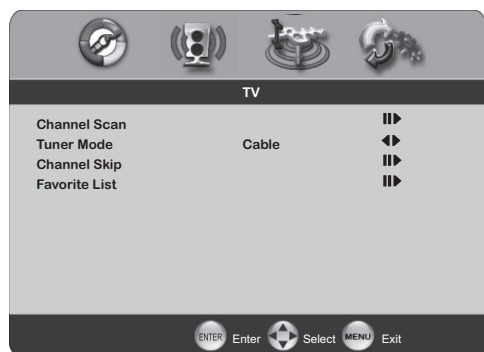 TV
Channel Scan
Tuner Mode Cable
Channel Skip
Favorite List
ENTER Enter Select MENU Exit